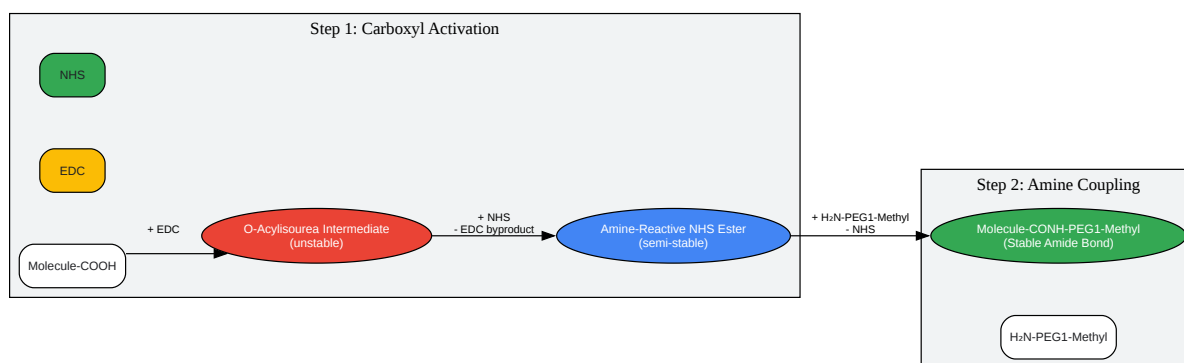 Step 1: Carboxyl Activation
NHS
EDC
Molecule-COOH
+ EDC
O-Acylisourea Intermediate
(unstable)
+ NHS
- EDC byproduct
Amine-Reactive NHS Ester
(semi-stable)
+ H₂N-PEG1-Methyl
- NHS
Step 2: Amine Coupling
Molecule-CONH-PEG1-Methyl
(Stable Amide Bond)
H₂N-PEG1-Methyl